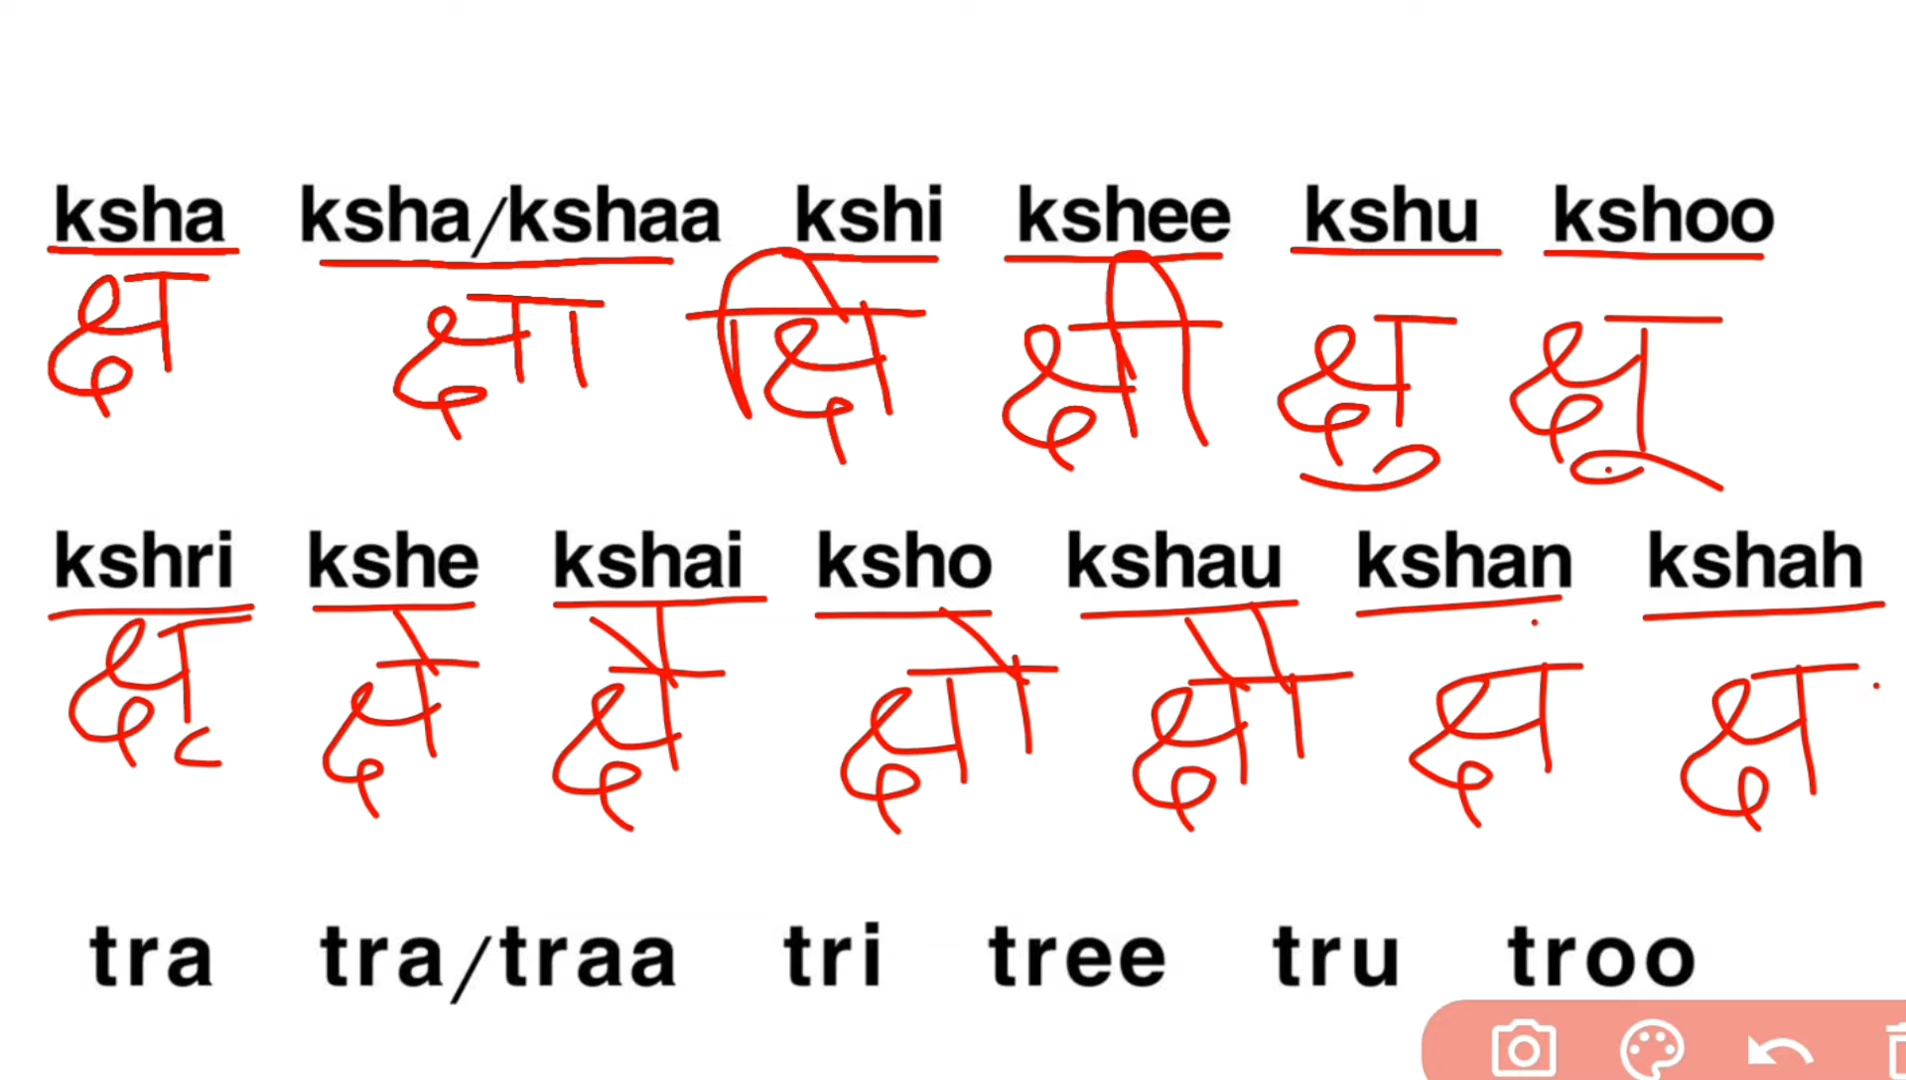 ksha ksha/kshaa kshi kshee kshu kshoo
क्ष क्षा क्षि क्षी क्षु क्षू
kshri kshe kshai ksho kshau kshan kshah
क्षृ क्षे क्षै क्षो क्षौ क्षं क्ष.
tra tra/traa tri tree tru troo